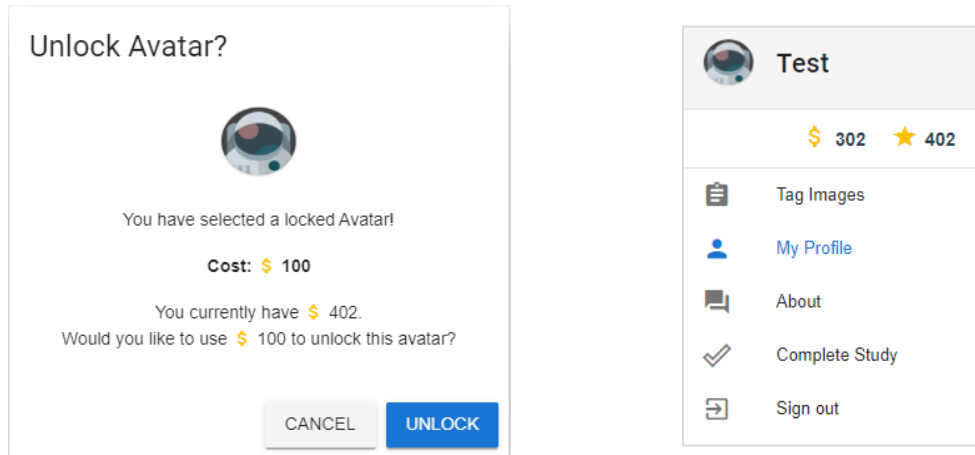 Unlock Avatar?
You have selected a locked Avatar!
Cost: $ 100
You currently have $ 402.
Would you like to use $ 100 to unlock this avatar?
CANCEL UNLOCK
Test
$ 302 ★ 402
Tag Images
My Profile
About
Complete Study
Sign out